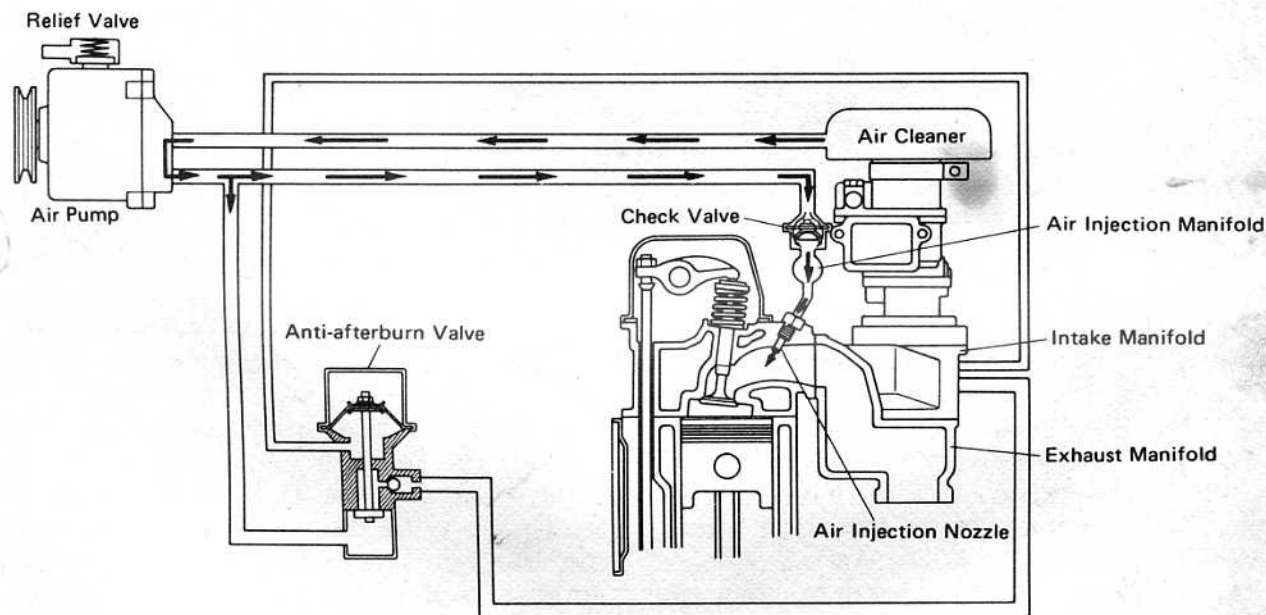 Relief Valve
Air Cleaner
Air Pump
Check Valve
Air Injection Manifold
Anti-afterburn Valve
Intake Manifold
Exhaust Manifold
Air Injection Nozzle